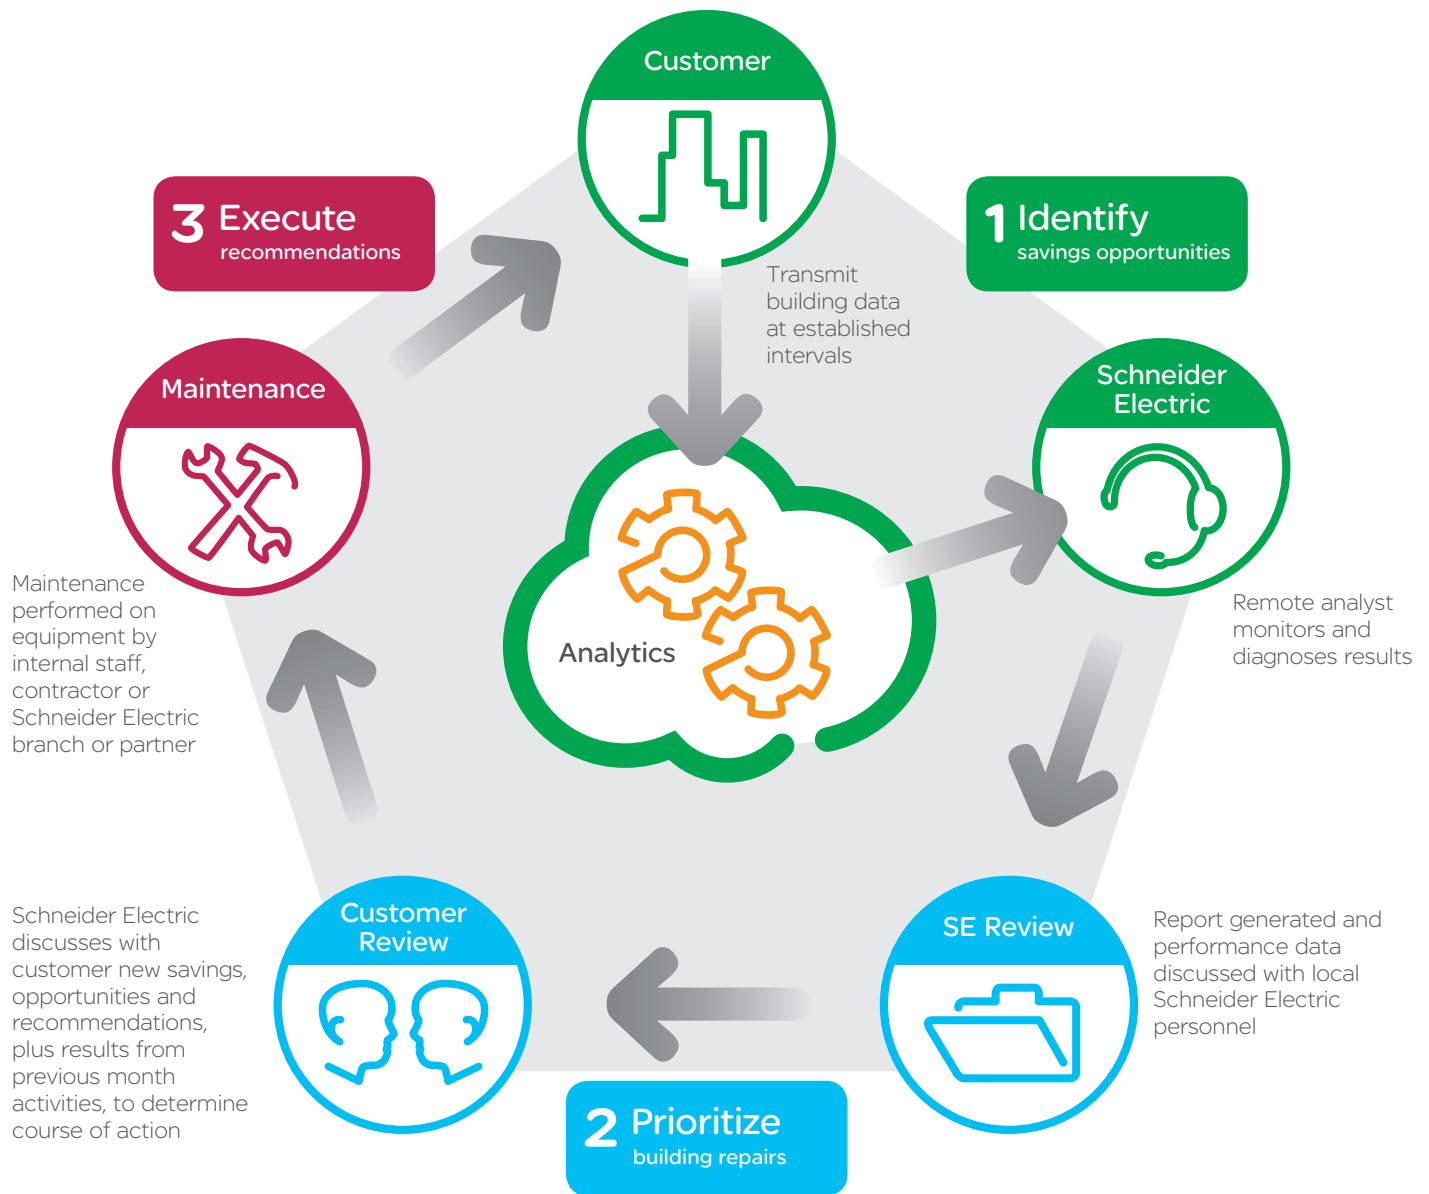 Customer
3 Execute
recommendations
1 Identify
savings opportunities
Transmit
building data
at established
intervals
Maintenance
Schneider
Electric
Analytics
Maintenance
performed on
equipment by
internal staff,
contractor or
Schneider Electric
branch or partner
Remote analyst
monitors and
diagnoses results
Customer
Review
SE Review
Schneider Electric
discusses with
customer new savings,
opportunities and
recommendations,
plus results from
previous month
activities, to determine
course of action
Report generated and
performance data
discussed with local
Schneider Electric
personnel
2 Prioritize
building repairs